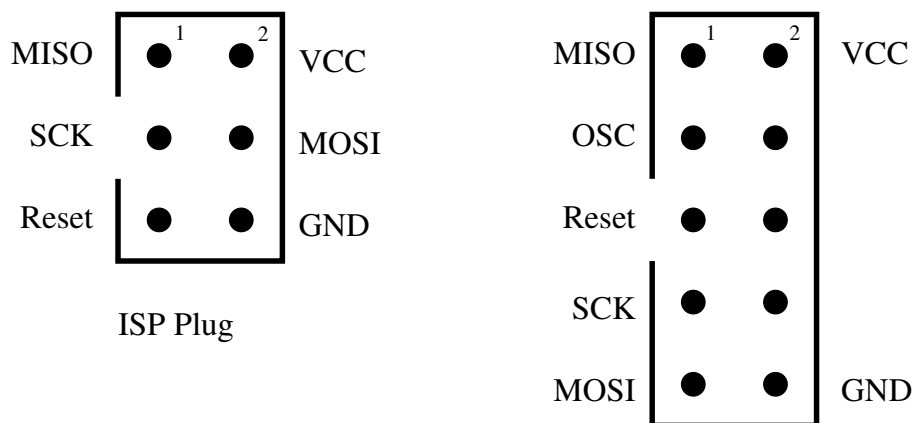 MISO 1 2 VCC
SCK MOSI
Reset GND
ISP Plug
MISO 1 2 VCC
OSC
Reset
SCK
MOSI GND